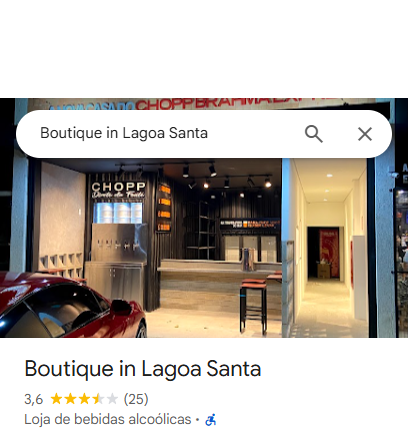 CHOPP BRAHMA EXPRE
Boutique in Lagoa Santa
CHOPP
Direto da Fonte
Boutique in Lagoa Santa
3,6 (25)
Loja de bebidas alcoólicas ·